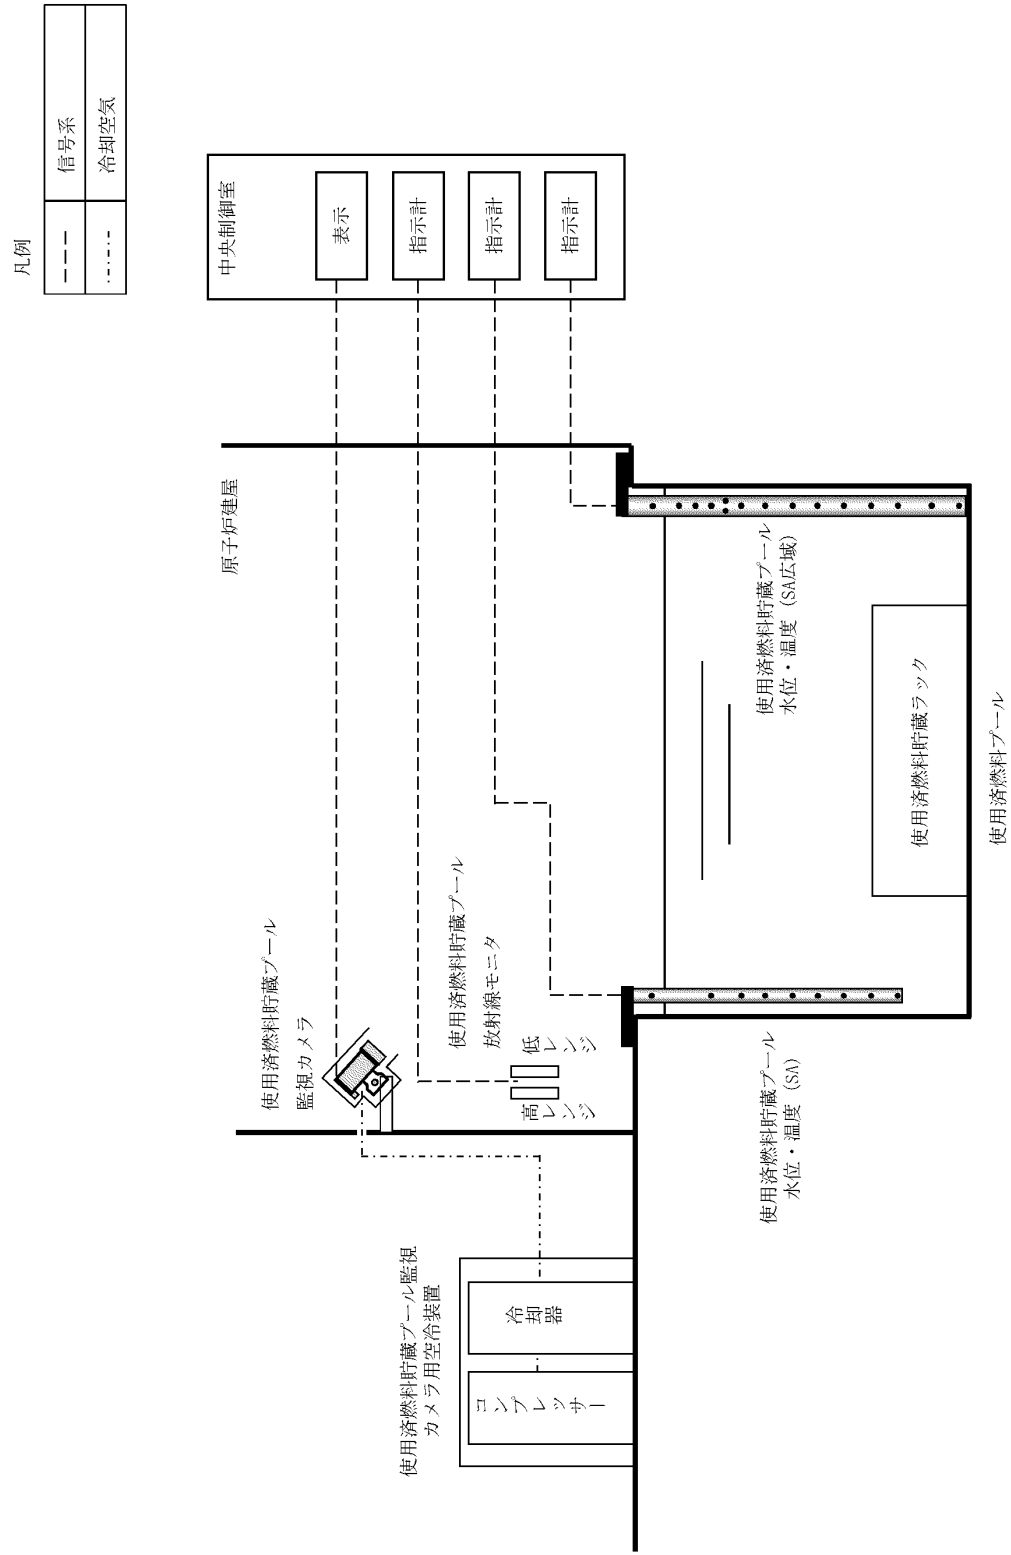 凡例
信号系
冷却空気
中央制御室
表示
指示計
指示計
指示計
原子炉建屋
使用済燃料貯蔵プール
監視カメラ
使用済燃料貯蔵プール
放射線モニタ
低レンジ
高レンジ
使用済燃料貯蔵プール監視
カメラ用空冷装置
冷却器
コンプレッサー
使用済燃料貯蔵プール
水位・温度（SA広域）
使用済燃料貯蔵プール
水位・温度（SA）
使用済燃料貯蔵ラック
使用済燃料プール